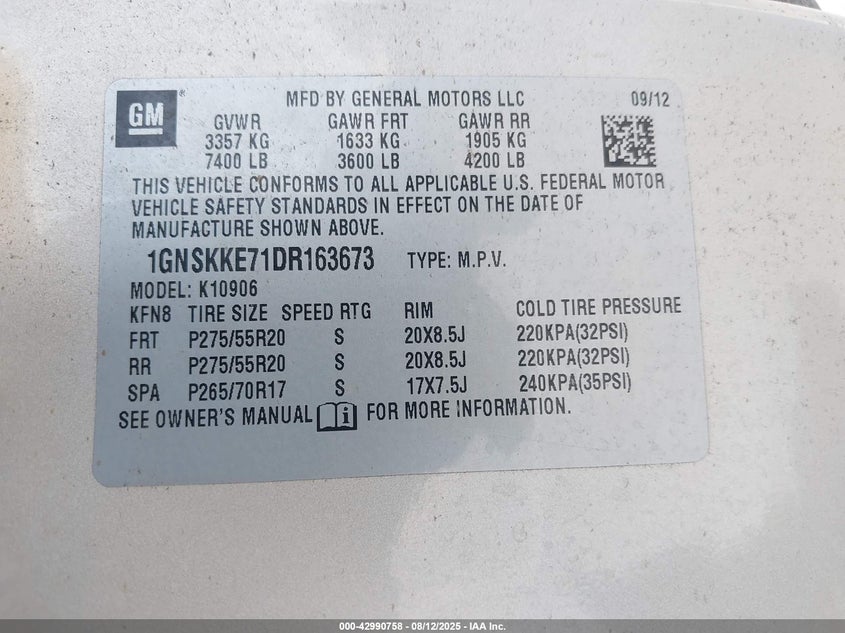 GM ®
MFD BY GENERAL MOTORS LLC 09/12
GVWR GAWR FRT GAWR RR
3357 KG 1633 KG 1905 KG
7400 LB 3600 LB 4200 LB
THIS VEHICLE CONFORMS TO ALL APPLICABLE U.S. FEDERAL MOTOR
VEHICLE SAFETY STANDARDS IN EFFECT ON THE DATE OF
MANUFACTURE SHOWN ABOVE.
1GNSKKE71DR163673 TYPE: M.P.V.
MODEL: K10906
KFN8 TIRE SIZE SPEED RTG RIM COLD TIRE PRESSURE
FRT P275/55R20 S 20X8.5J 220KPA(32PSI)
RR P275/55R20 S 20X8.5J 220KPA(32PSI)
SPA P265/70R17 S 17X7.5J 240KPA(35PSI)
SEE OWNER'S MANUAL i FOR MORE INFORMATION.
000-42990758 - 08/12/2025 - IAA Inc.